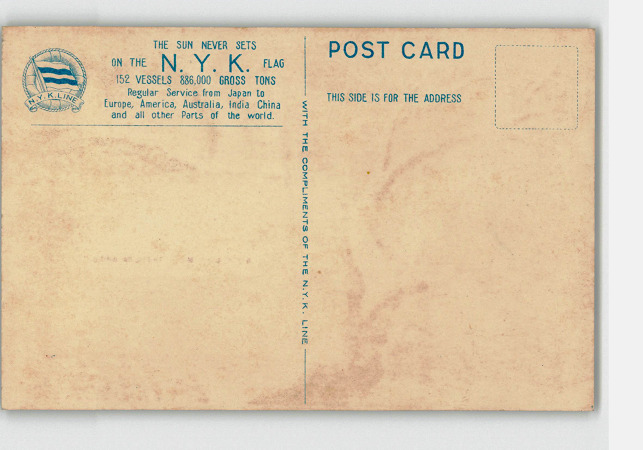 THE SUN NEVER SETS
ON THE N. Y. K. FLAG
152 VESSELS 886,000 GROSS TONS
Regular Service from Japan to
Europe, America, Australia, India China
and all other Parts of the world.
N.Y.K.LINE
WITH THE COMPLIMENTS OF THE N.Y.K. LINE
POST CARD
THIS SIDE IS FOR THE ADDRESS